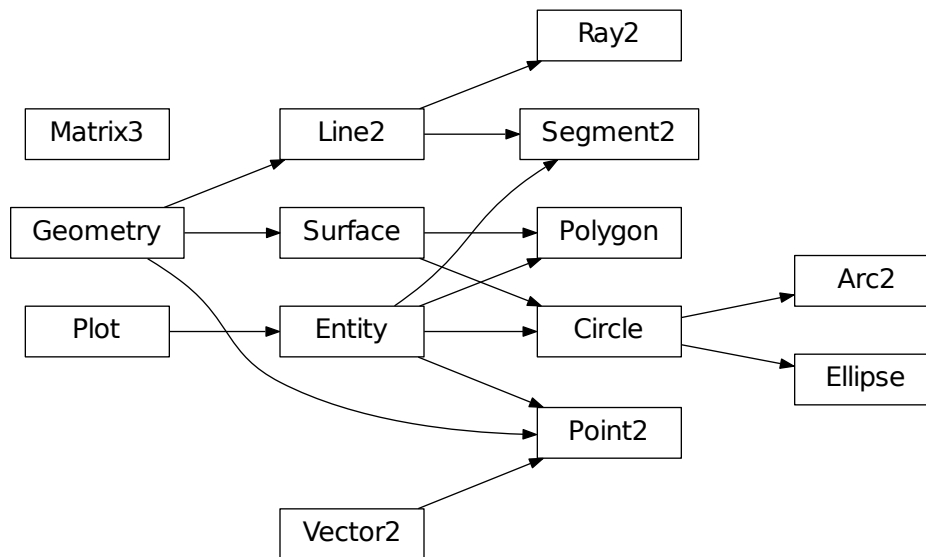 Ray2
Matrix3
Line2
Segment2
Geometry
Surface
Polygon
Arc2
Plot
Entity
Circle
Ellipse
Point2
Vector2